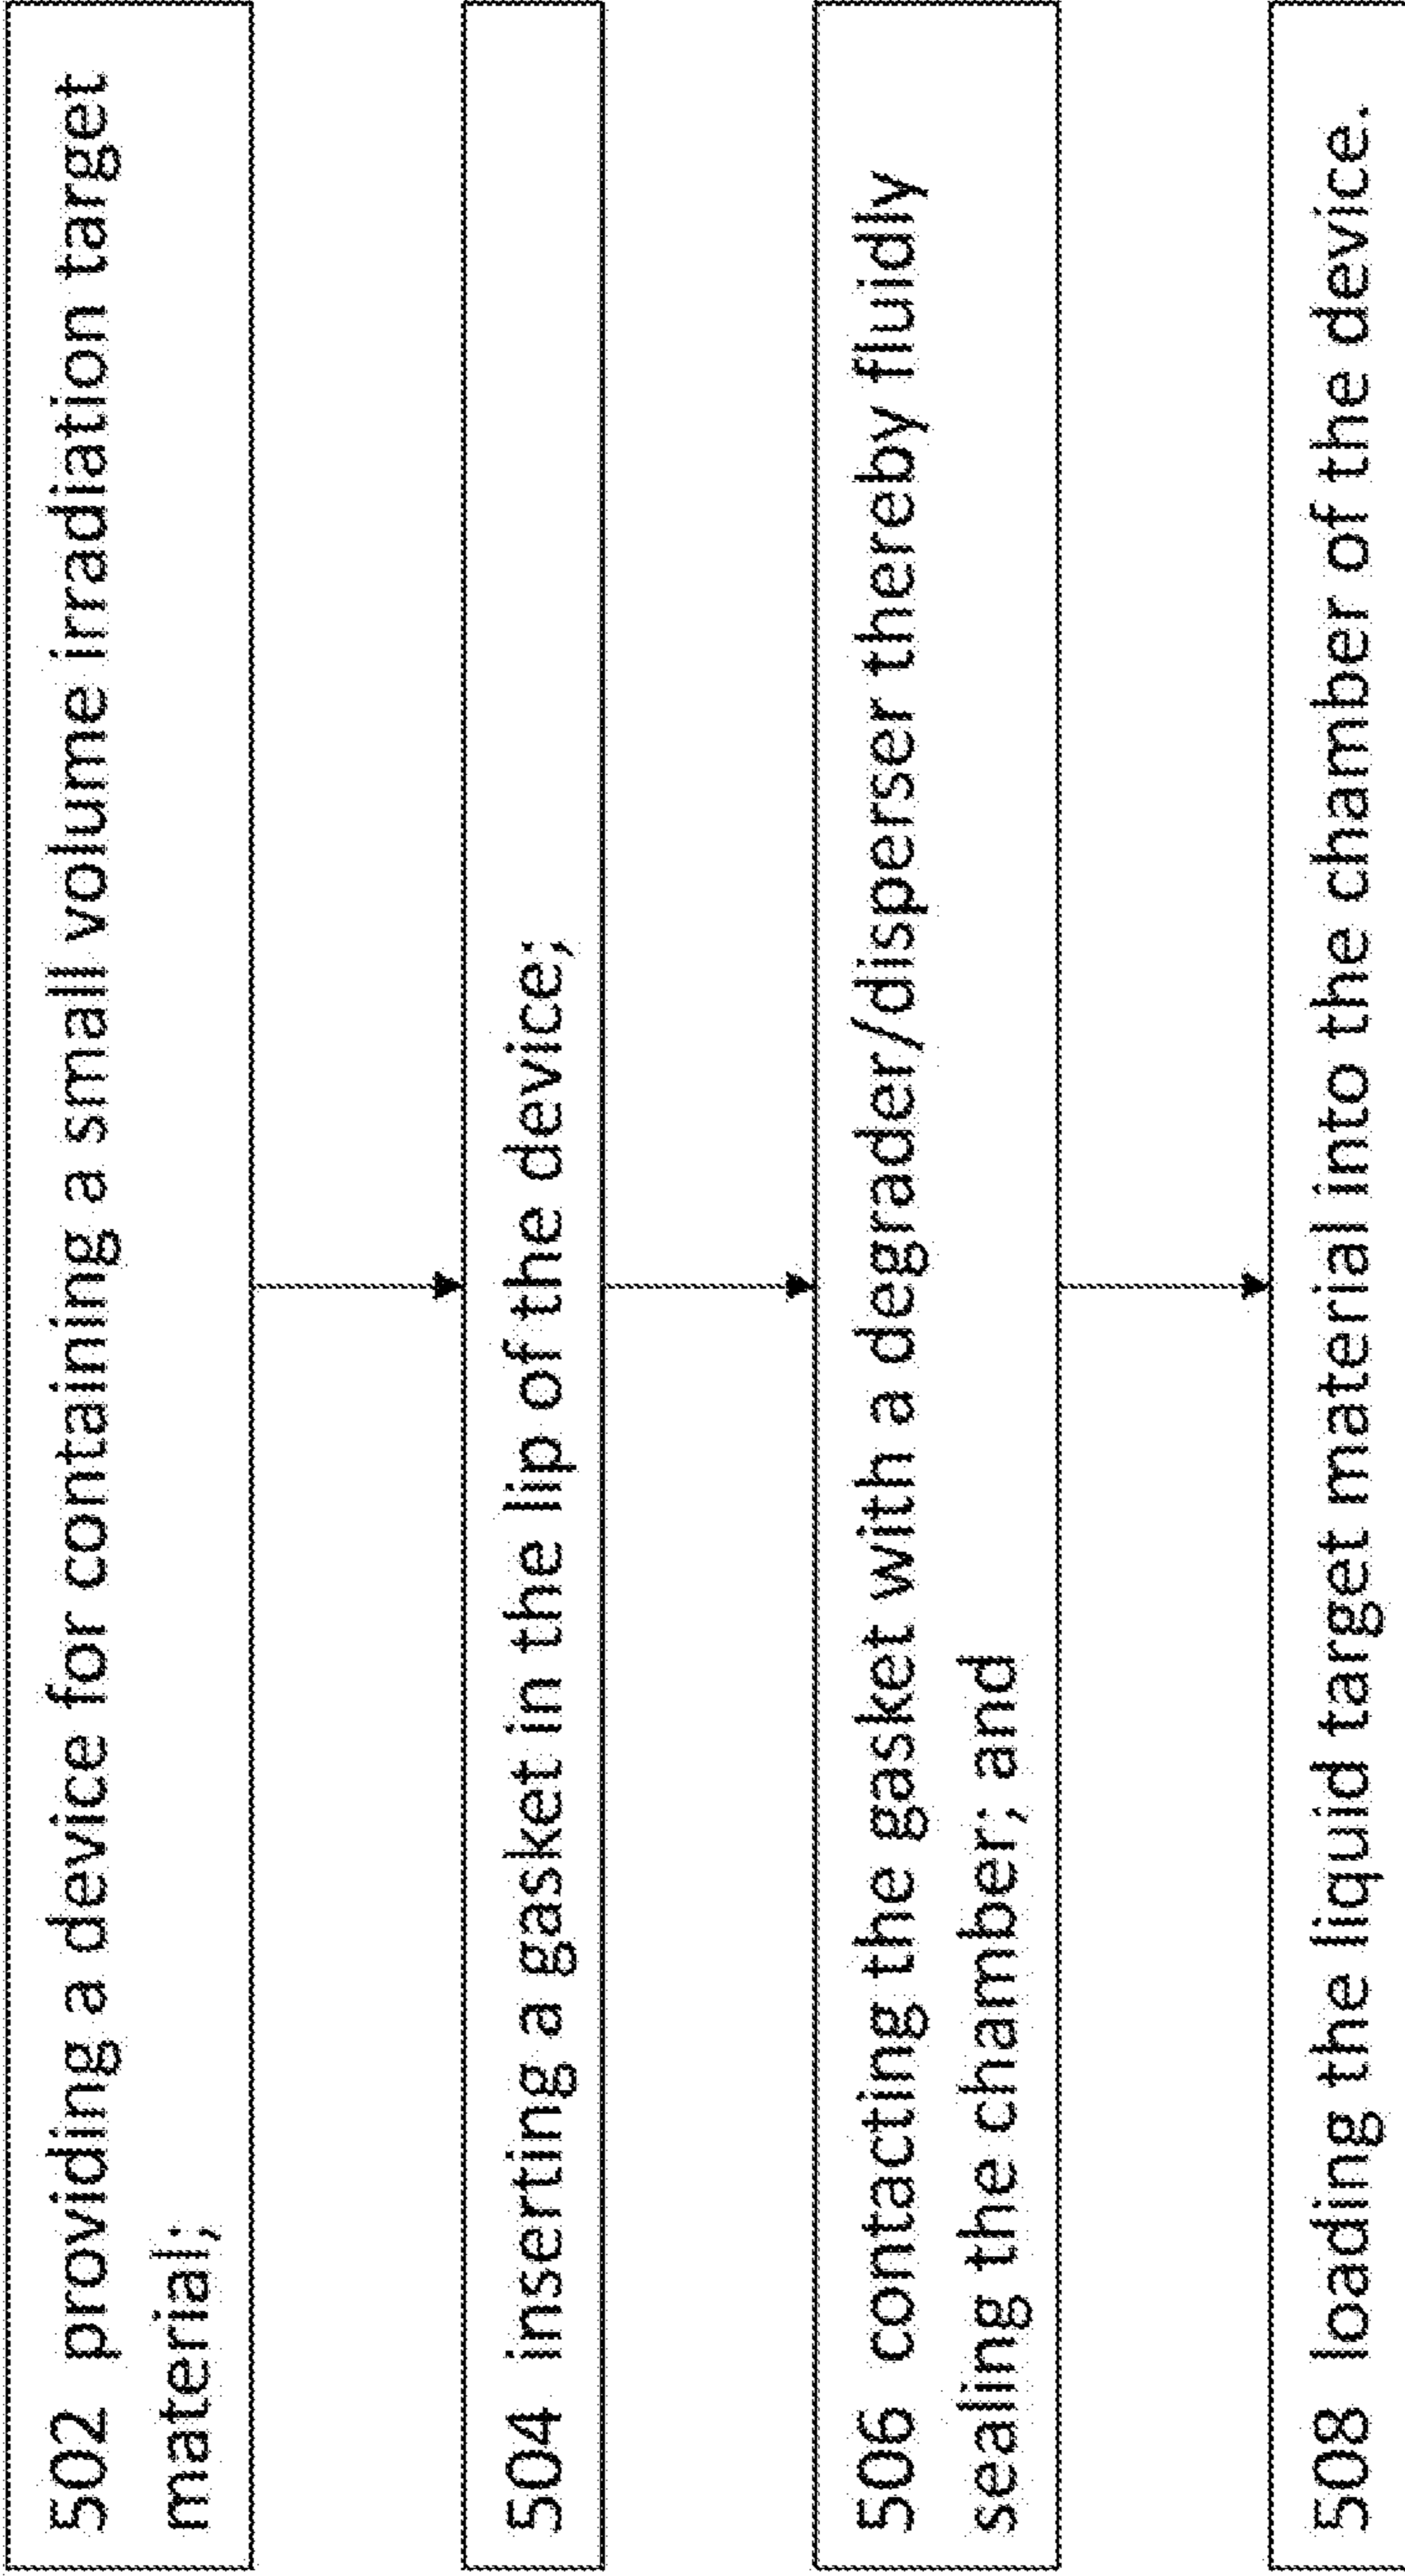 502 providing a device for containing a small volume irradiation target
material;
504 inserting a gasket in the lip of the device;
506 contacting the gasket with a degrader/disperser thereby fluidly
sealing the chamber; and
508 loading the liquid target material into the chamber of the device.